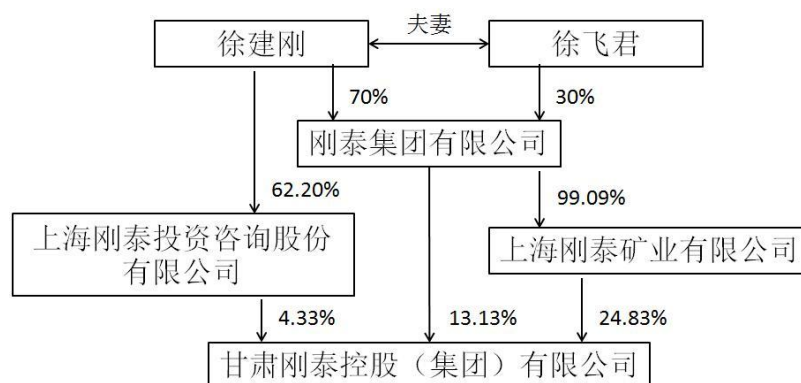 夫妻
徐建刚
徐飞君
70%
30%
刚泰集团有限公司
62.20%
99.09%
上海刚泰投资咨询股份
有限公司
上海刚泰矿业有限公司
4.33%
13.13%
24.83%
甘肃刚泰控股（集团）有限公司